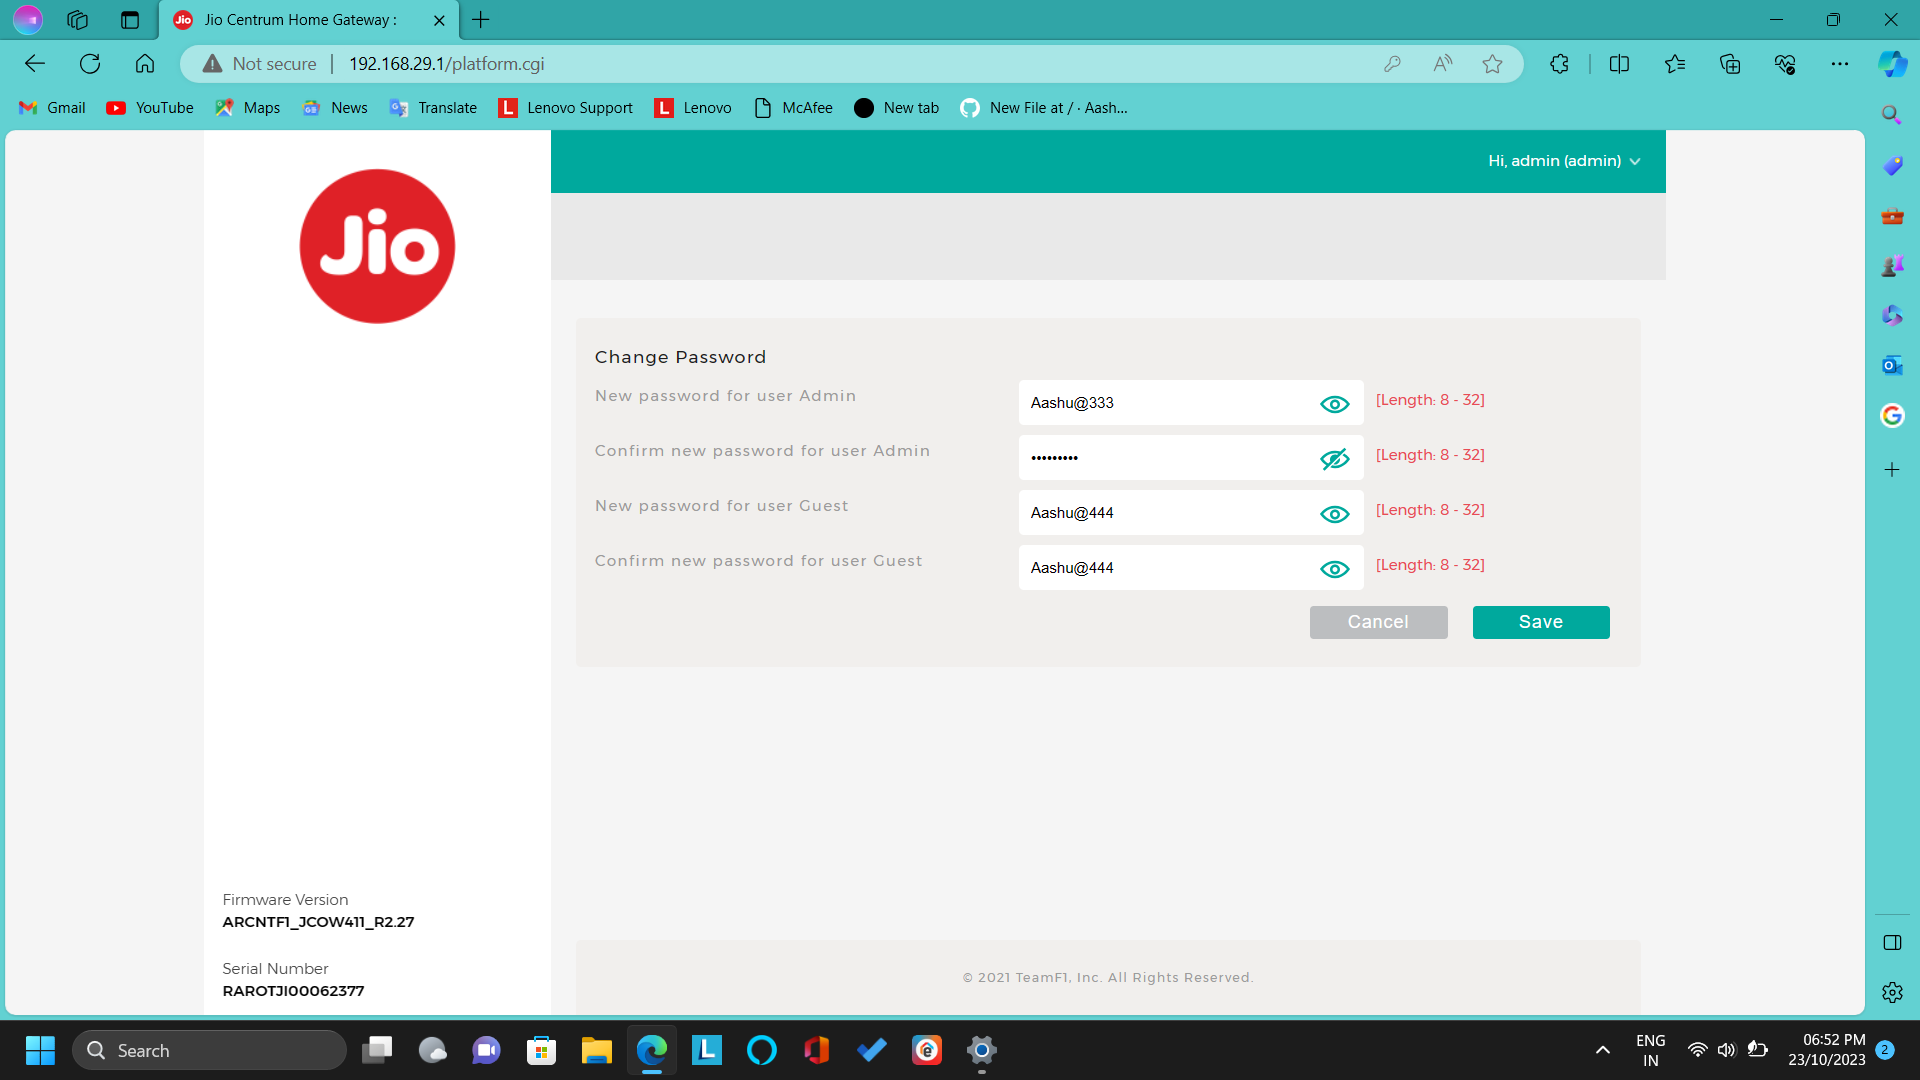 Jio Centrum Home Gateway :
Not secure
192.168.29.1/platform.cgi
Gmail
YouTube
Maps
News
Translate
Lenovo Support
Lenovo
McAfee
New tab
New File at / · Aash...
Jio
Hi, admin (admin)
Change Password
New password for user Admin
Aashu@333
[Length: 8 - 32]
Confirm new password for user Admin
•••••••••
[Length: 8 - 32]
New password for user Guest
Aashu@444
[Length: 8 - 32]
Confirm new password for user Guest
Aashu@444
[Length: 8 - 32]
Cancel
Save
Firmware Version
ARCNTF1_JCOW411_R2.27
Serial Number
RAROTJI00062377
© 2021 TeamF1, Inc. All Rights Reserved.
Search
ENG
IN
06:52 PM
23/10/2023
2